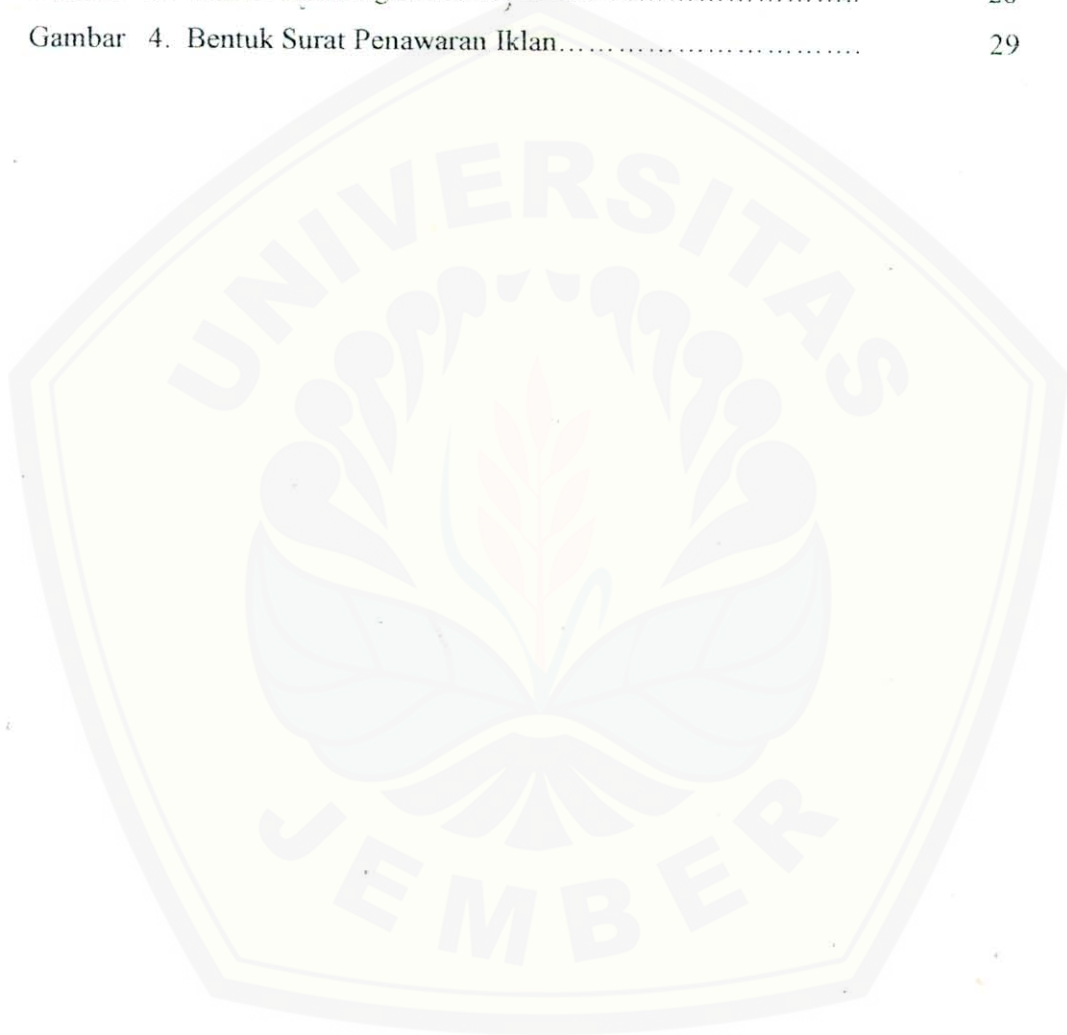 Gambar 4. Bentuk Surat Penawaran Iklan................................ 29
UNIVERSITAS
JEMBER